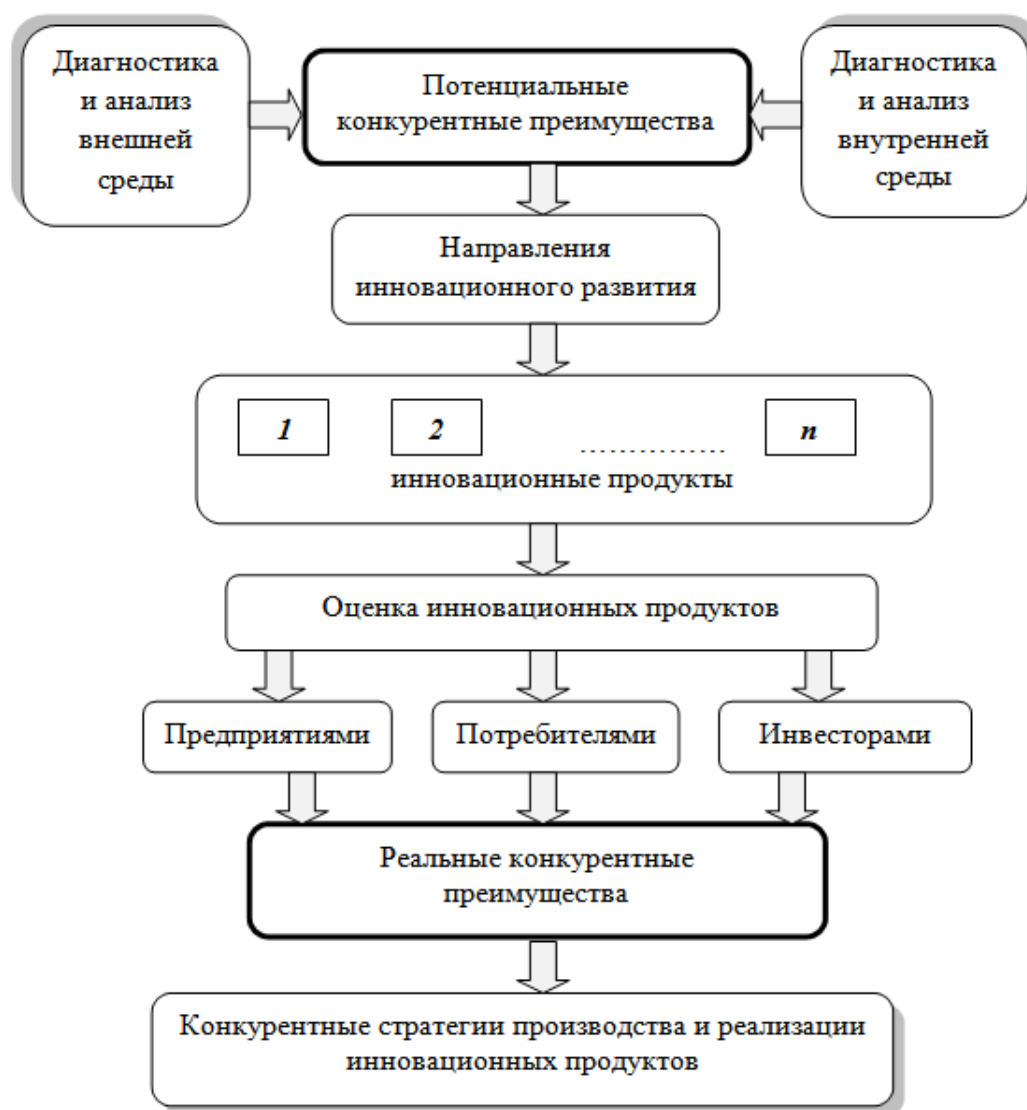 Диагностика
и анализ
внешней
среды
Потенциальные
конкурентные преимущества
Диагностика
и анализ
внутренней
среды
Направления
инновационного развития
1
2
n
инновационные продукты
Оценка инновационных продуктов
Предприятиями
Потребителями
Инвесторами
Реальные конкурентные
преимущества
Конкурентные стратегии производства и реализации
инновационных продуктов